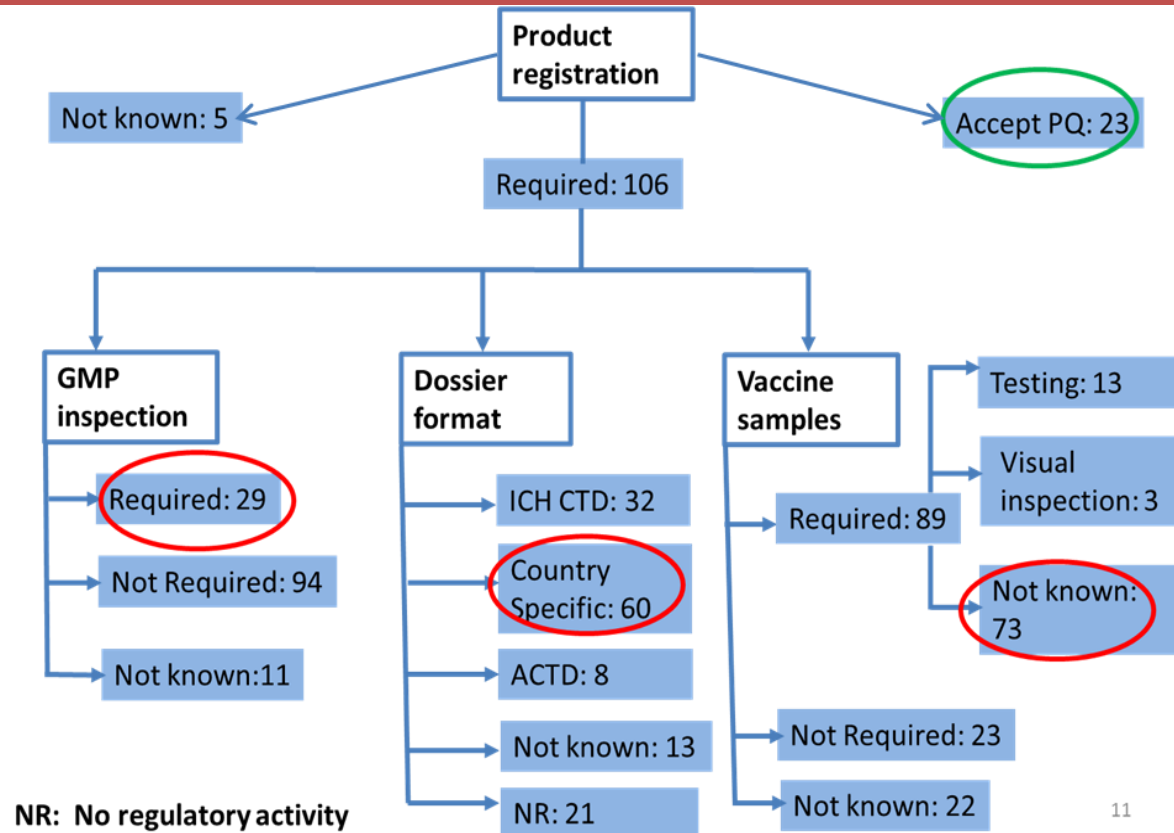 Product
registration
Not known: 5
Accept PQ: 23
Required: 106
GMP
inspection
Required: 29
Not Required: 94
Not known:11
Dossier
format
ICH CTD: 32
Country
Specific: 60
ACTD: 8
Not known: 13
NR: 21
Vaccine
samples
Required: 89
Testing: 13
Visual
inspection: 3
Not known:
73
Not Required: 23
Not known: 22
NR: No regulatory activity
11